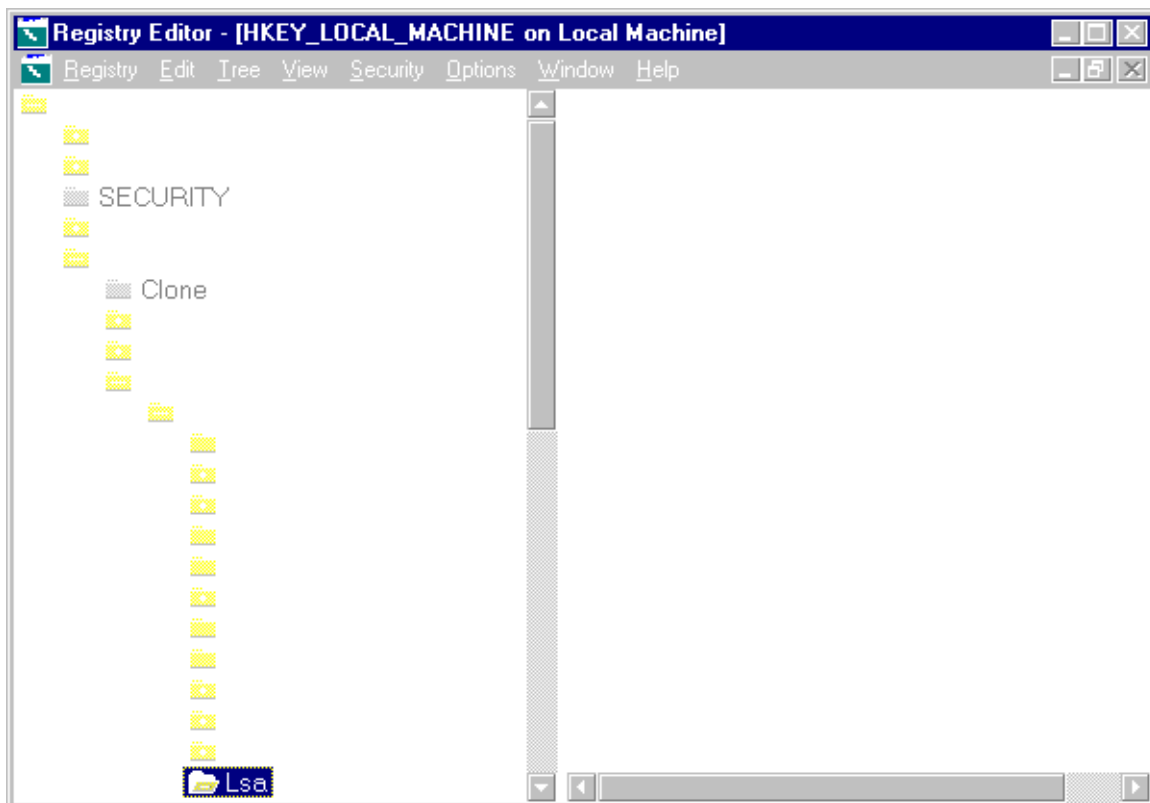 Registry Editor - [HKEY_LOCAL_MACHINE on Local Machine]
Registry Edit Tree View Security Options Window Help
SECURITY
Clone
Lsa